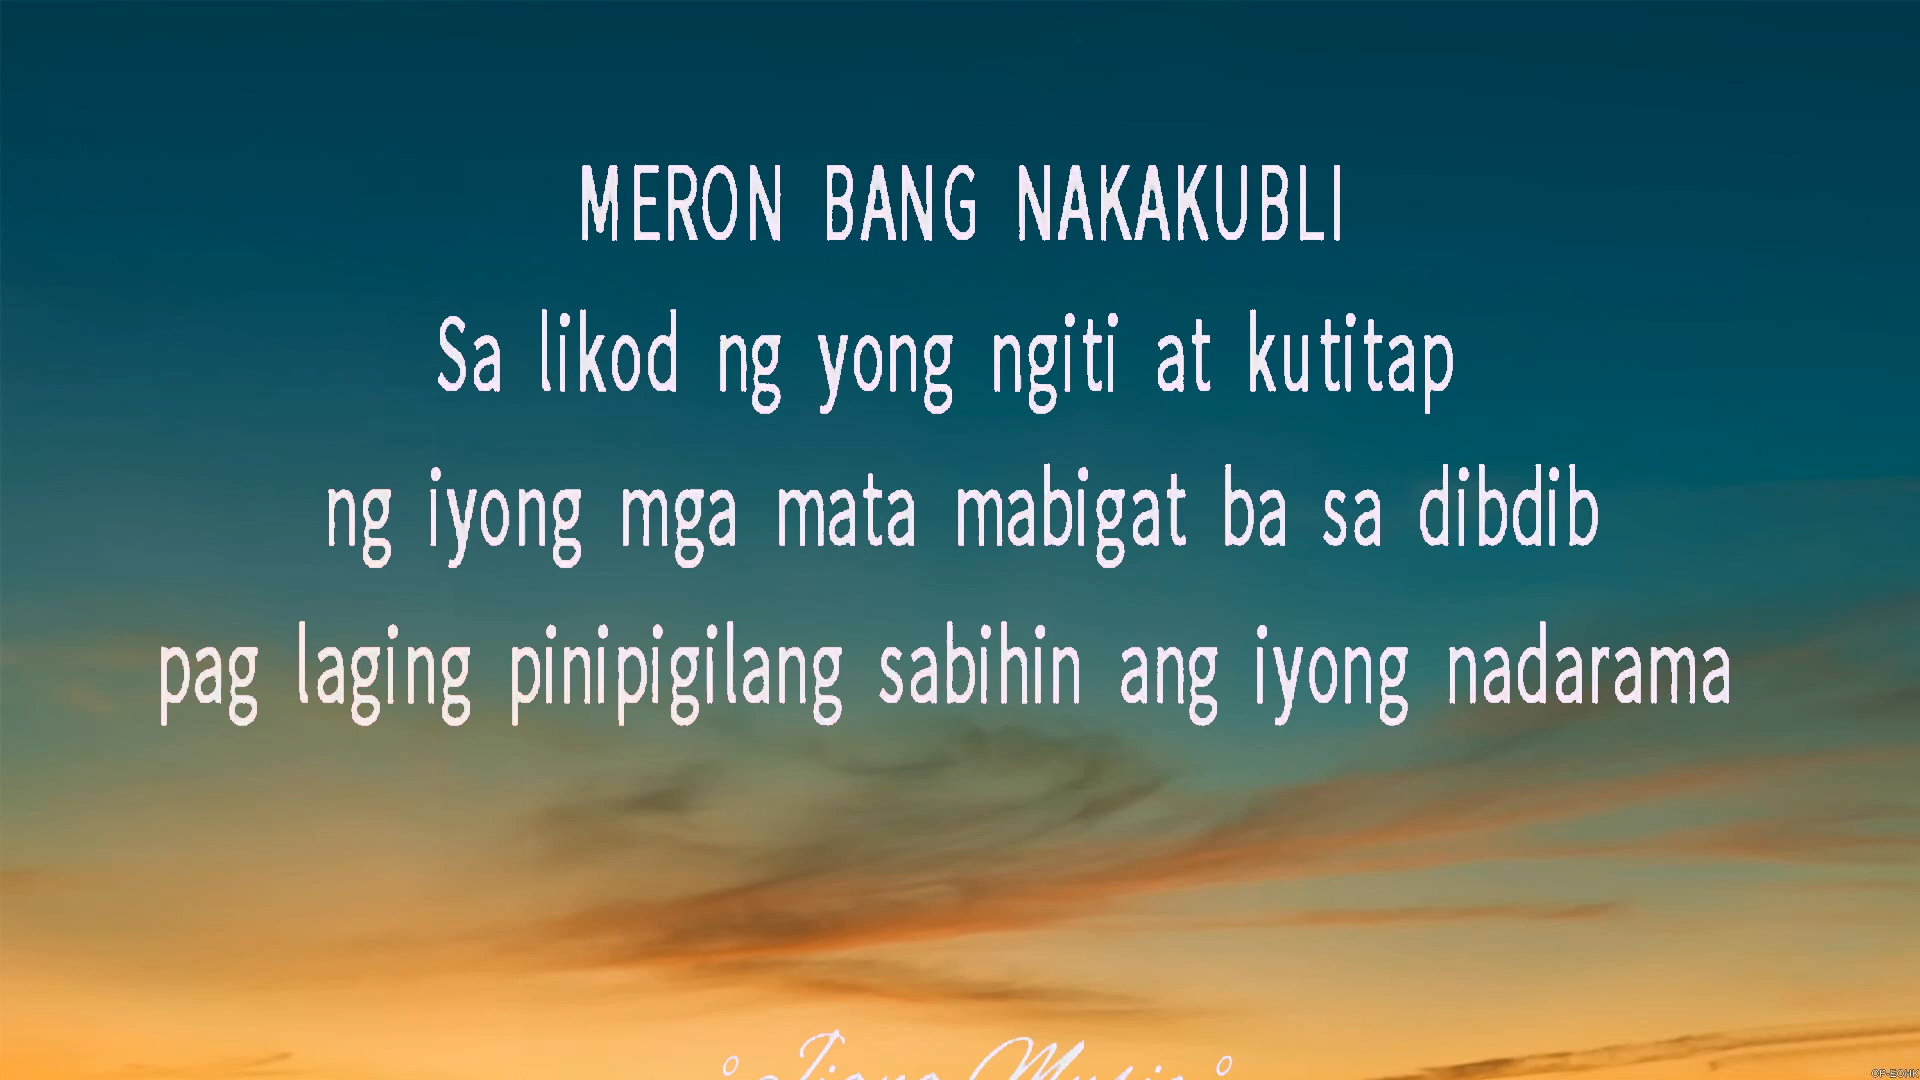 MERON BANG NAKAKUBLI
Sa likod ng yong ngiti at kutitap
ng iyong mga mata mabigat ba sa dibdib
pag laging pinipigilang sabihin ang iyong nadarama
Music